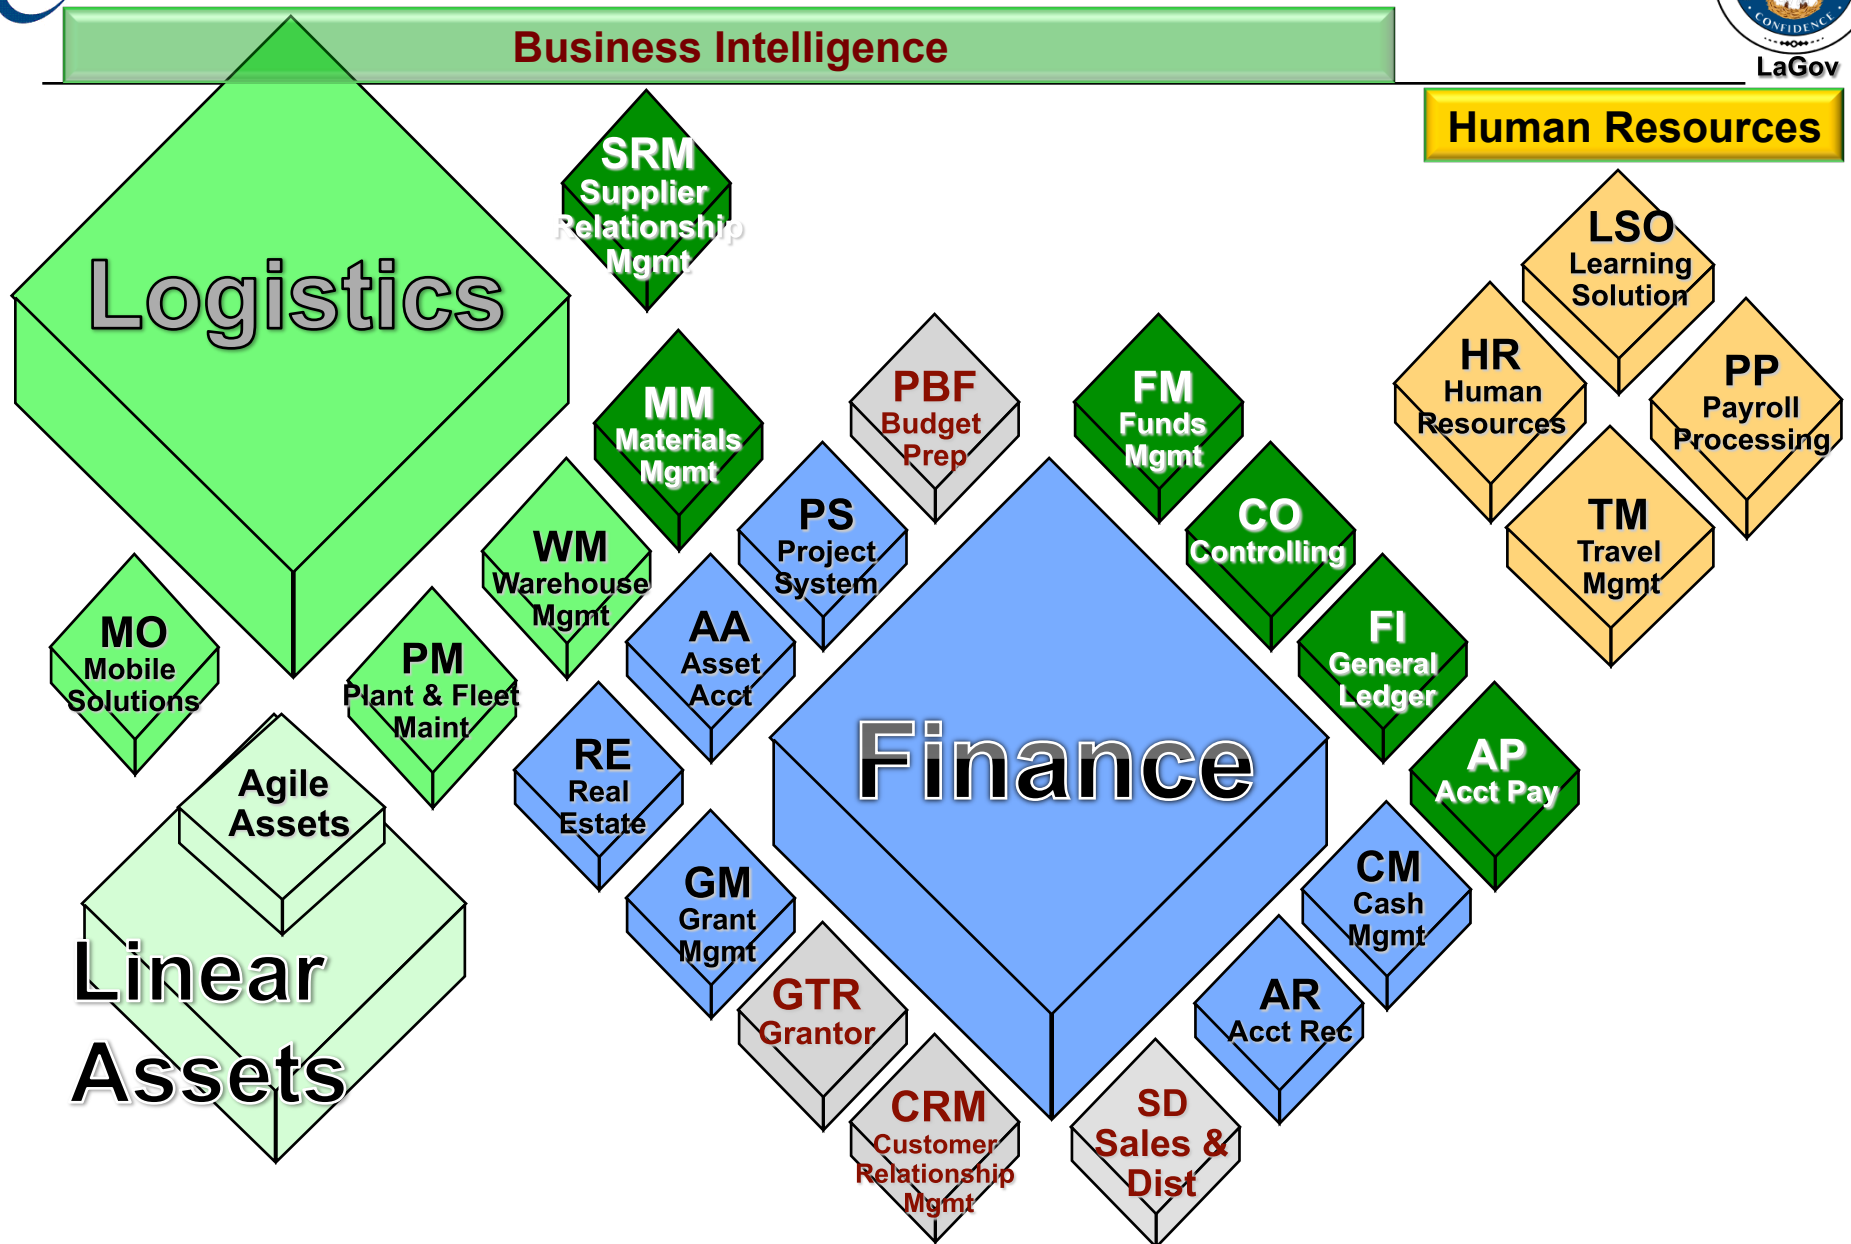 Business Intelligence
CONFIDENCE
LaGov
Human Resources
Logistics
SRM
Supplier
Relationship
Mgmt
LSO
Learning
Solution
HR
Human
Resources
PP
Payroll
Processing
TM
Travel
Mgmt
MM
Materials
Mgmt
PBF
Budget
Prep
FM
Funds
Mgmt
WM
Warehouse
Mgmt
PS
Project
System
CO
Controlling
MO
Mobile
Solutions
PM
Plant & Fleet
Maint
AA
Asset
Acct
FI
General
Ledger
Agile
Assets
RE
Real
Estate
Finance
AP
Acct Pay
GM
Grant
Mgmt
CM
Cash
Mgmt
Linear
Assets
GTR
Grantor
AR
Acct Rec
CRM
Customer
Relationship
Mgmt
SD
Sales &
Dist